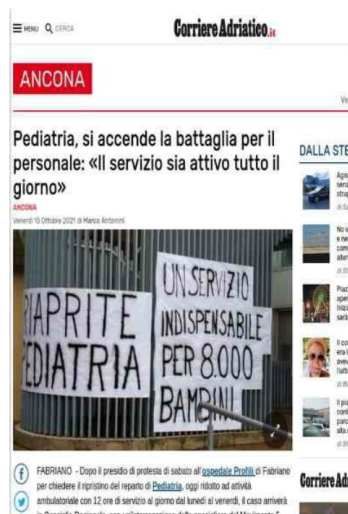 MENU CERCA
CorriereAdriatico.it
ANCONA
Pediatria, si accende la battaglia per il
personale: «Il servizio sia attivo tutto il
giorno»
ANCONA
Venerdì 15 Ottobre 2021 di Marco Antonini
DALLA STE
RIAPRITE
PEDIATRIA
UN SERVIZIO
INDISPENSABILE
PER 8.000
BAMBINI
FABRIANO - Dopo il presidio di protesta di sabato all'ospedale Profili di Fabriano
per chiedere il ripristino del reparto di Pediatria, oggi ridotto ad attività
ambulatoriale con 12 ore di servizio al giorno dal lunedì al venerdì, il caso arriverà
Corriere Ad